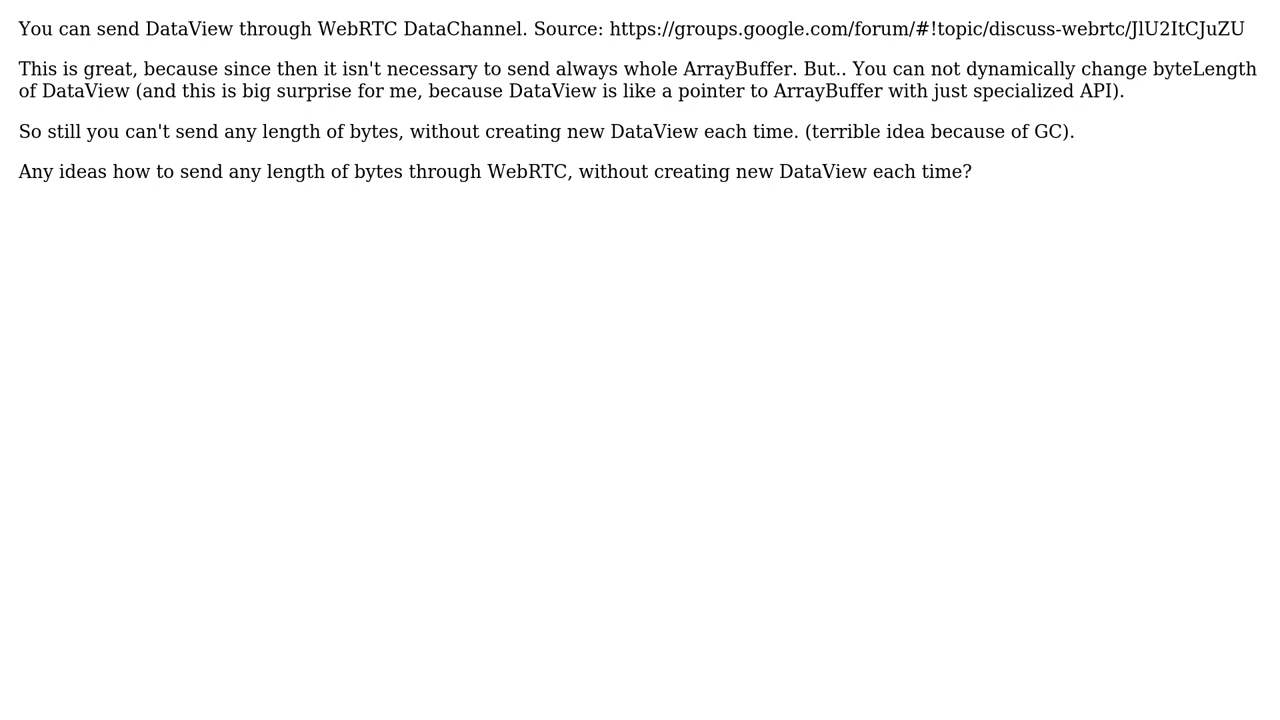 You can send DataView through WebRTC DataChannel. Source: https://groups.google.com/forum/#!topic/discuss-webrtc/JlU2ItCJuZU
This is great, because since then it isn't necessary to send always whole ArrayBuffer. But.. You can not dynamically change byteLength
of DataView (and this is big surprise for me, because DataView is like a pointer to ArrayBuffer with just specialized API).
So still you can't send any length of bytes, without creating new DataView each time. (terrible idea because of GC).
Any ideas how to send any length of bytes through WebRTC, without creating new DataView each time?